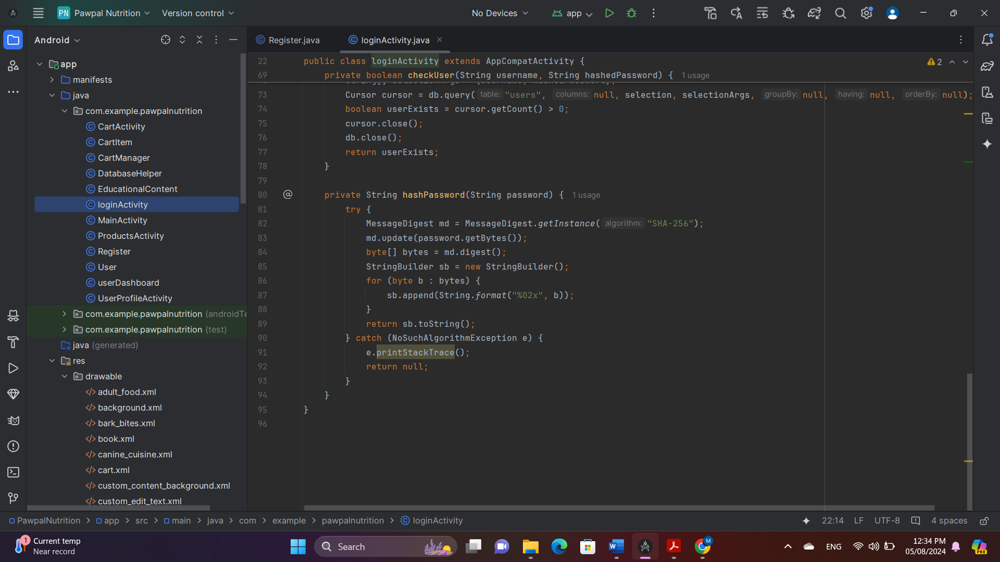 PN Pawpal Nutrition Version control No Devices app
Android
app
manifests
java
com.example.pawpalnutrition
CartActivity
CartItem
CartManager
DatabaseHelper
EducationalContent
loginActivity
MainActivity
ProductsActivity
Register
User
userDashboard
UserProfileActivity
com.example.pawpalnutrition (androidTe
com.example.pawpalnutrition (test)
java (generated)
res
drawable
adult_food.xml
background.xml
bark_bites.xml
book.xml
canine_cuisine.xml
cart.xml
custom_content_background.xml
custom_edit_text.xml
Register.java loginActivity.java
22 public class loginActivity extends AppCompatActivity { 2
69 private boolean checkUser(String username, String hashedPassword) { 1 usage
73 Cursor cursor = db.query( table: "users", columns: null, selection, selectionArgs, groupBy: null, having: null, orderBy: null);
74 boolean userExists = cursor.getCount() > 0;
75 cursor.close();
76 db.close();
77 return userExists;
78 }
79
80 @ private String hashPassword(String password) { 1 usage
81 try {
82 MessageDigest md = MessageDigest.getInstance( algorithm: "SHA-256");
83 md.update(password.getBytes());
84 byte[] bytes = md.digest();
85 StringBuilder sb = new StringBuilder();
86 for (byte b : bytes) {
87 sb.append(String.format("%02x", b));
88 }
89 return sb.toString();
90 } catch (NoSuchAlgorithmException e) {
91 e.printStackTrace();
92 return null;
93 }
94 }
95 }
96
PawpalNutrition > app > src > main > java > com > example > pawpalnutrition > loginActivity 22:14 LF UTF-8 4 spaces
1 Current temp
Near record
Search
M
ENG
12:34 PM
05/08/2024
PRE